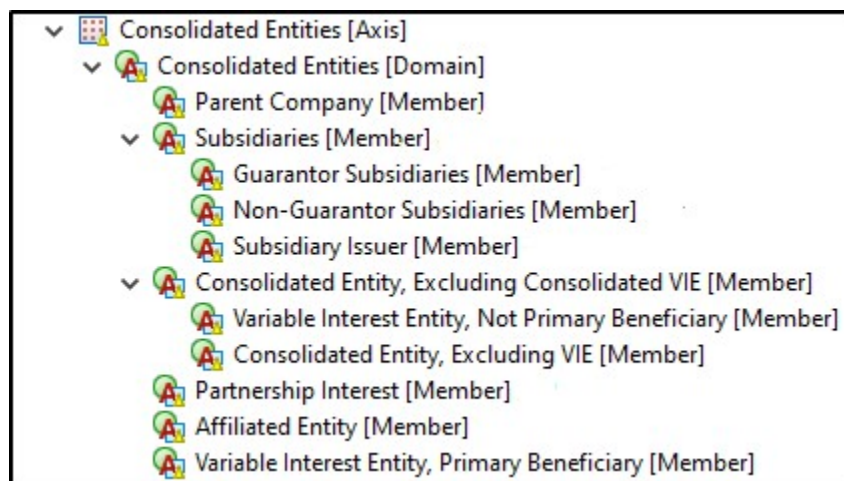 Consolidated Entities [Axis]
Consolidated Entities [Domain]
Parent Company [Member]
Subsidiaries [Member]
Guarantor Subsidiaries [Member]
Non-Guarantor Subsidiaries [Member]
Subsidiary Issuer [Member]
Consolidated Entity, Excluding Consolidated VIE [Member]
Variable Interest Entity, Not Primary Beneficiary [Member]
Consolidated Entity, Excluding VIE [Member]
Partnership Interest [Member]
Affiliated Entity [Member]
Variable Interest Entity, Primary Beneficiary [Member]